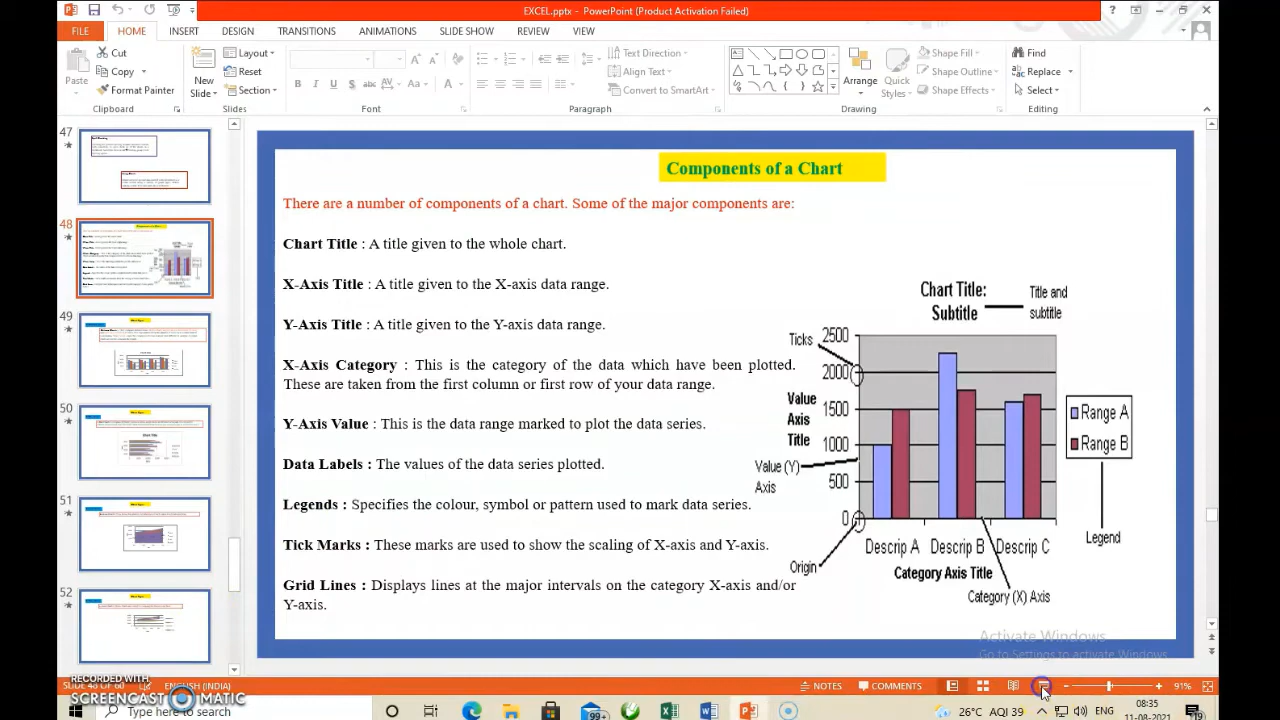 EXCEL.pptx - PowerPoint (Product Activation Failed)
FILE HOME INSERT DESIGN TRANSITIONS ANIMATIONS SLIDE SHOW REVIEW VIEW
Paste
Cut
Copy
Format Painter
Clipboard
New
Slide
Layout
Reset
Section
Slides
Font
Text Direction
Align Text
Convert to SmartArt
Paragraph
Arrange
Quick
Styles
Shape Fill
Shape Outline
Shape Effects
Drawing
Find
Replace
Select
Editing
47
48
49
50
51
52
Components of a Chart
There are a number of components of a chart. Some of the major components are:
Chart Title : A title given to the whole chart.
X-Axis Title : A title given to the X-axis data range.
Y-Axis Title : A title given to the Y-axis data range.
X-Axis Category : This is the category of the data which have been plotted.
These are taken from the first column or first row of your data range.
Y-Axis Value : This is the data range marked to plot the data series.
Data Labels : The values of the data series plotted.
Legends : Specifies the colour, symbol or pattern used to mark data series.
Tick Marks : These marks are used to show the scaling of X-axis and Y-axis.
Grid Lines : Displays lines at the major intervals on the category X-axis and/or
Y-axis.
Chart Title:
Subtitle
Title and
subtitle
Ticks
2500
2000
1500
1000
500
0
Value
Axis
Title
Value (Y)
Axis
Origin
Descrip A Descrip B Descrip C
Category Axis Title
Category (X) Axis
Range A
Range B
Legend
Activate Windows
Go to Settings to activate Windows.
SLIDE 48 OF 60 ENGLISH (INDIA)
NOTES COMMENTS 91%
RECORDED WITH
SCREENCAST MATIC
Type here to search
99+
26°C AQI 39
ENG
08:35
11-08-2021
19